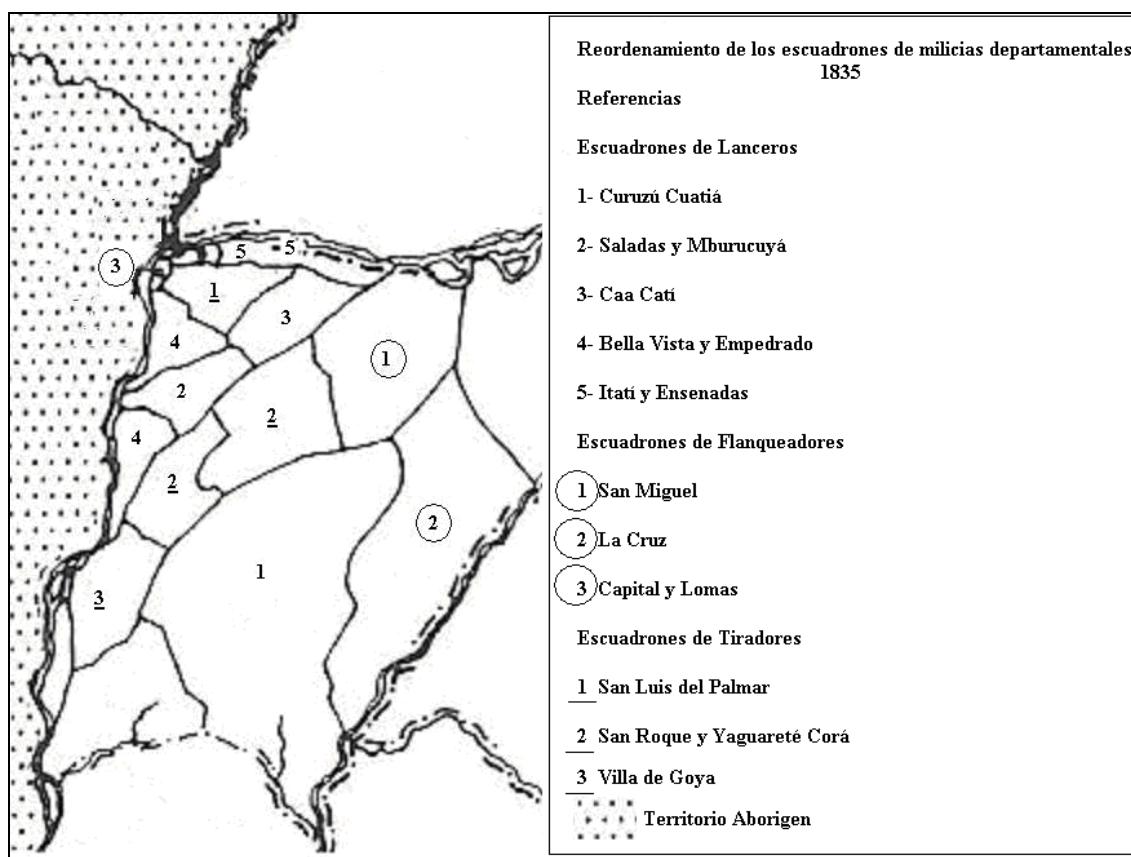 Reordenamiento de los escuadrones de milicias departamentales
1835
Referencias
Escuadrones de Lanceros
1- Curuzú Cuatiá
2- Saladas y Mburucuyá
3- Caa Catí
4- Bella Vista y Empedrado
5- Itatí y Ensenadas
Escuadrones de Flanqueadores
1 San Miguel
2 La Cruz
3 Capital y Lomas
Escuadrones de Tiradores
1 San Luis del Palmar
2 San Roque y Yaguareté Corá
3 Villa de Goya
Territorio Aborigen
5 5
3
1
3
4
1
2
2
4
2
2
1
3